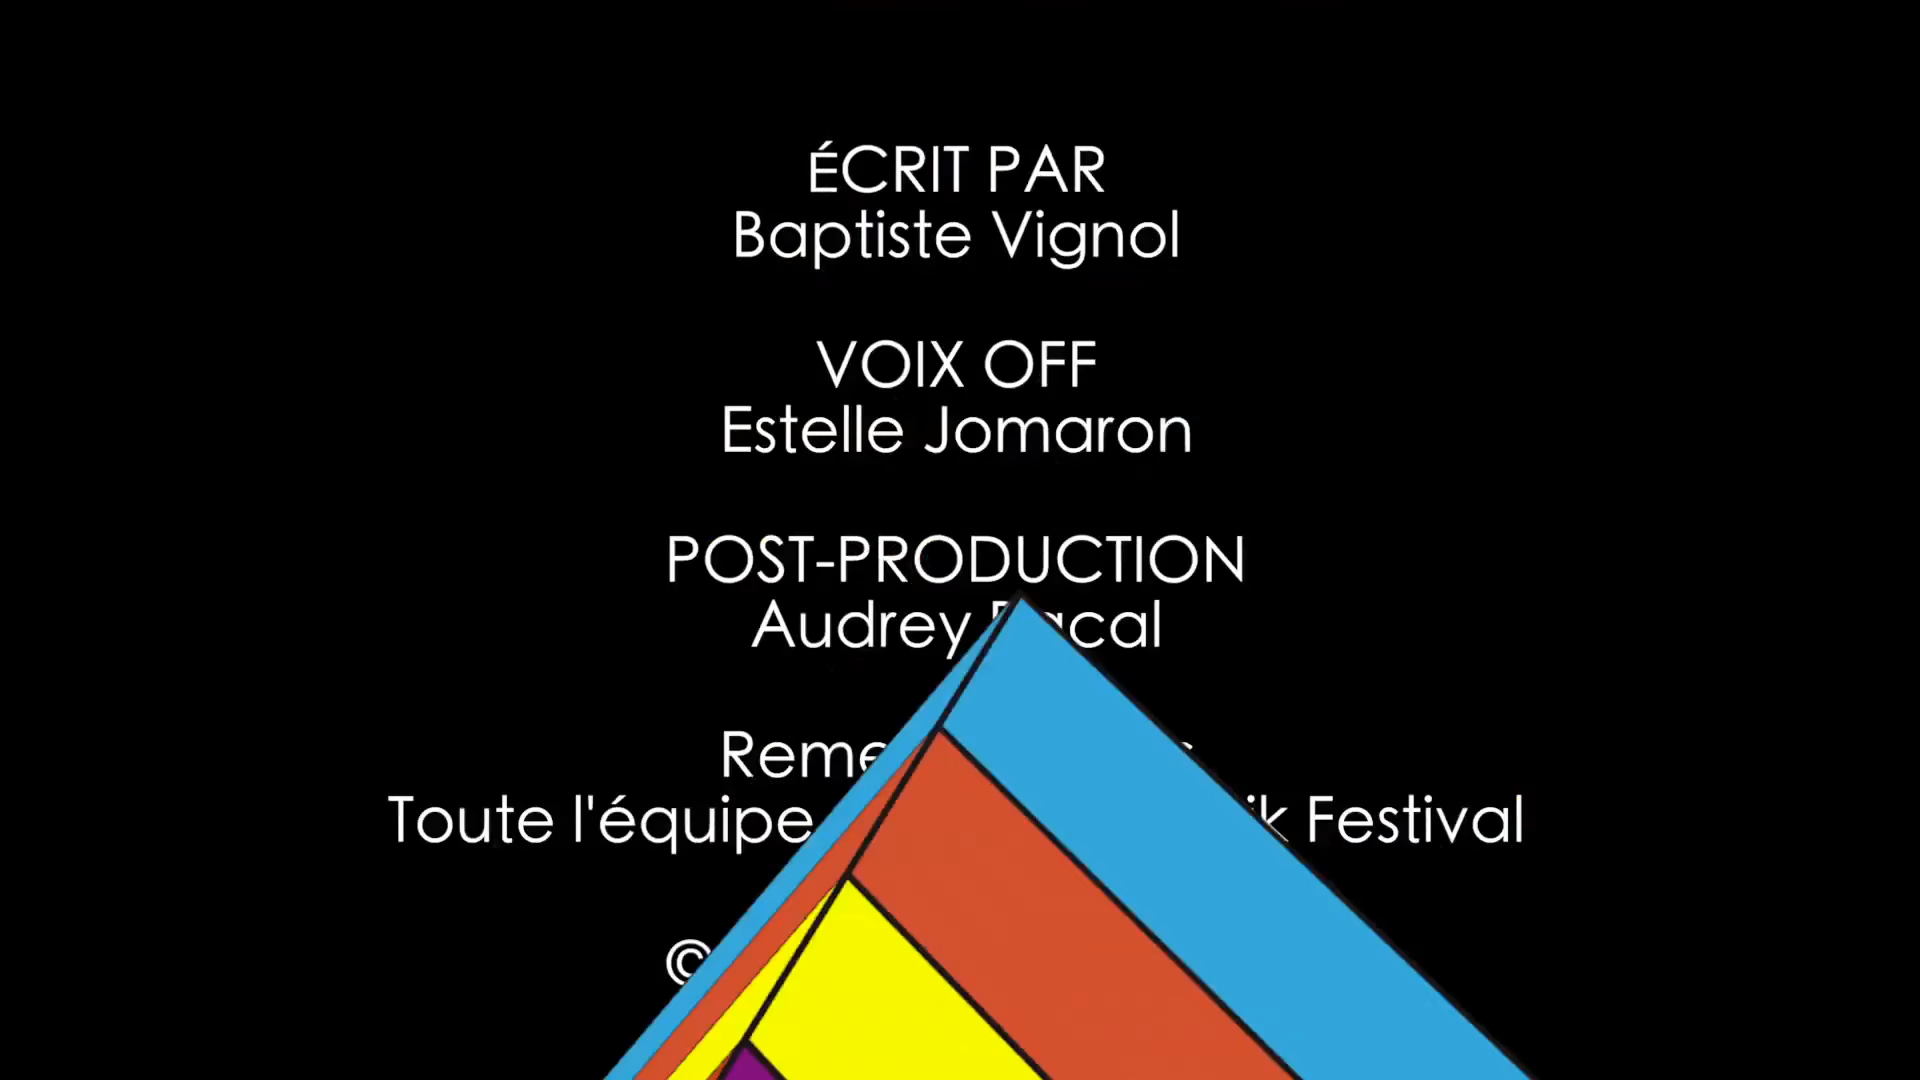 ÉCRIT PAR
Baptiste Vignol
VOIX OFF
Estelle Jomaron
POST-PRODUCTION
Audrey
Toute l'équipe Festival
©